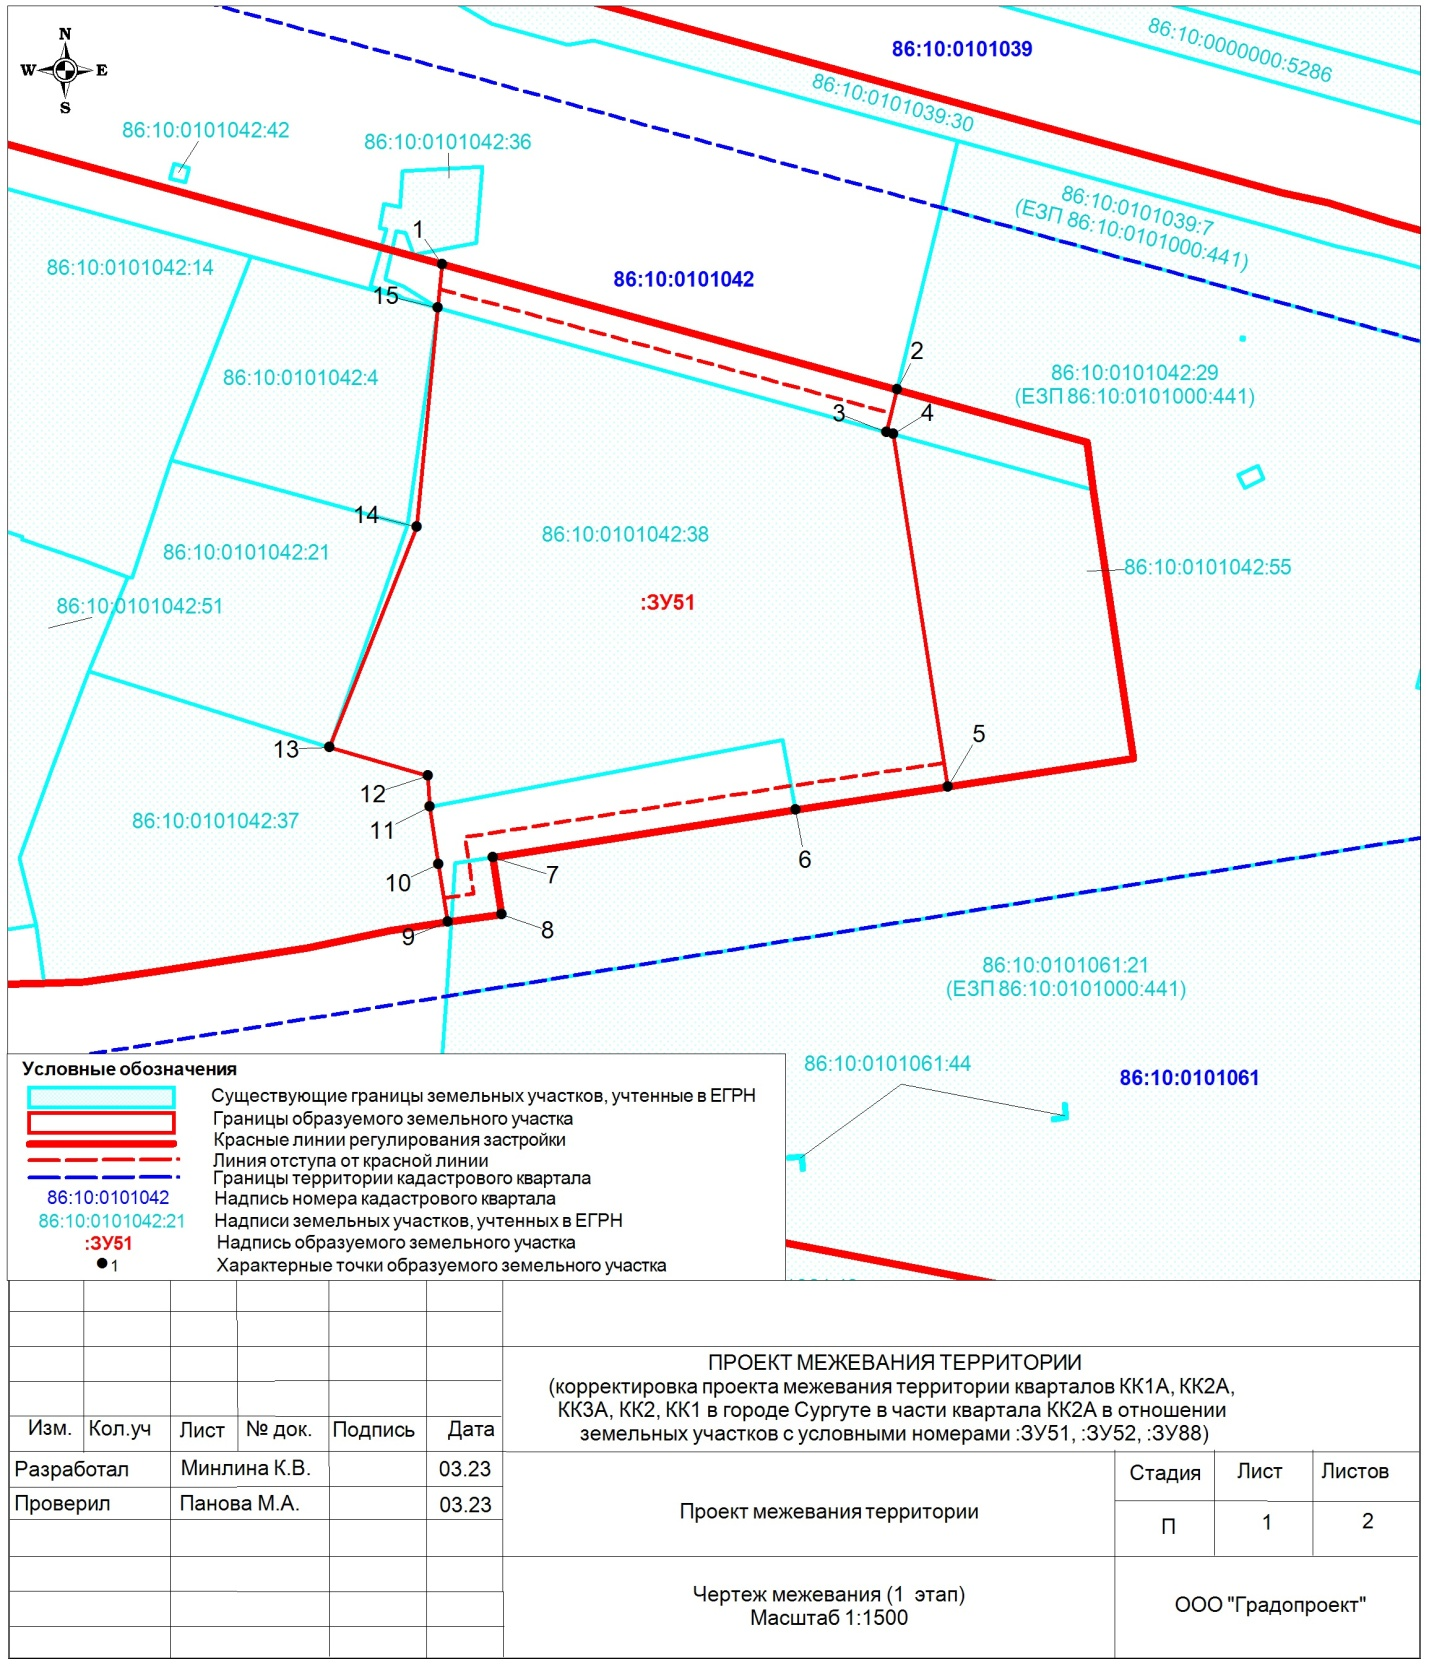 N
W E
S
86:10:0101039
86:10:0000000:5286
86:10:0101039:30
86:10:0101042:42
86:10:0101042:36
86:10:0101039:7
(ЕЗП 86:10:0101000:441)
1
86:10:0101042:14
86:10:0101042
15
2
86:10:0101042:4
86:10:0101042:29
(ЕЗП 86:10:0101000:441)
3
4
14
86:10:0101042:38
86:10:0101042:21
86:10:0101042:55
86:10:0101042:51
:ЗУ51
13
5
12
11
86:10:0101042:37
6
10
7
9
8
86:10:0101061:21
(ЕЗП 86:10:0101000:441)
86:10:0101061:44
86:10:0101061
Условные обозначения
Существующие границы земельных участков, учтенные в ЕГРН
Границы образуемого земельного участка
Красные линии регулирования застройки
Линия отступа от красной линии
Границы территории кадастрового квартала
86:10:0101042 Надпись номера кадастрового квартала
86:10:0101042:21 Надписи земельных участков, учтенных в ЕГРН
:ЗУ51 Надпись образуемого земельного участка
1 Характерные точки образуемого земельного участка
ПРОЕКТ МЕЖЕВАНИЯ ТЕРРИТОРИИ
(корректировка проекта межевания территории кварталов КК1А, КК2А,
КК3А, КК2, КК1 в городе Сургуте в части квартала КК2А в отношении
земельных участков с условными номерами :ЗУ51, :ЗУ52, :ЗУ88)
Изм. Кол.уч Лист № док. Подпись Дата
Разработал Минлина К.В. 03.23
Проверил Панова М.А. 03.23
Проект межевания территории
Стадия Лист Листов
П 1 2
Чертеж межевания (1 этап)
Масштаб 1:1500
ООО "Градопроект"